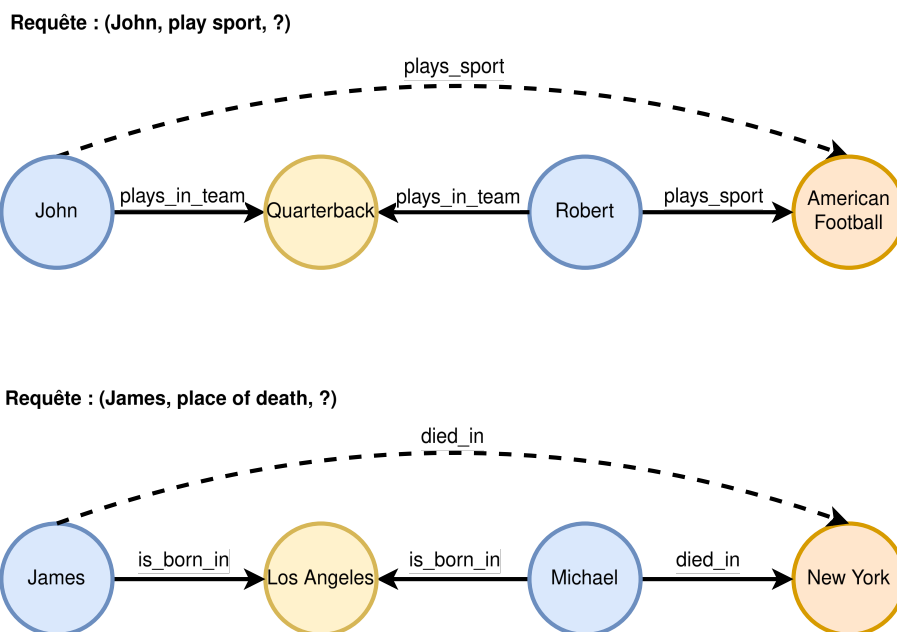 Requête : (John, play sport, ?)
plays_sport
John
plays_in_team
Quarterback
plays_in_team
Robert
plays_sport
American
Football
Requête : (James, place of death, ?)
died_in
James
is_born_in
Los Angeles
is_born_in
Michael
died_in
New York